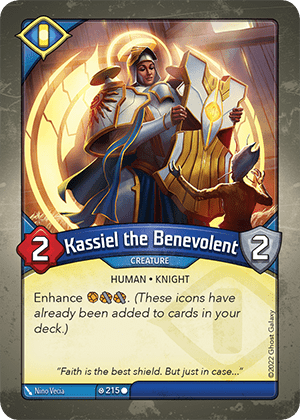 Kassiel the Benevolent
2
CREATURE
2
HUMAN • KNIGHT
Enhance . (These icons have
already been added to cards in your
deck.)
"Faith is the best shield. But just in case..."
Nino Vecia
215
©2022 Ghost Galaxy